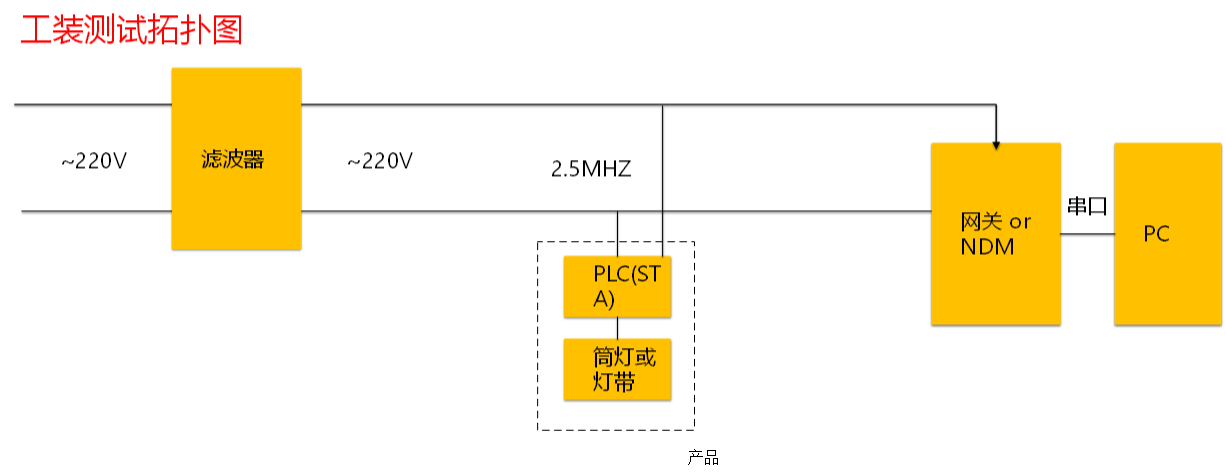 工装测试拓扑图
~220V
滤波器
~220V
2.5MHZ
网关 or
NDM
串口
PC
PLC(ST
A)
筒灯或
灯带
产品